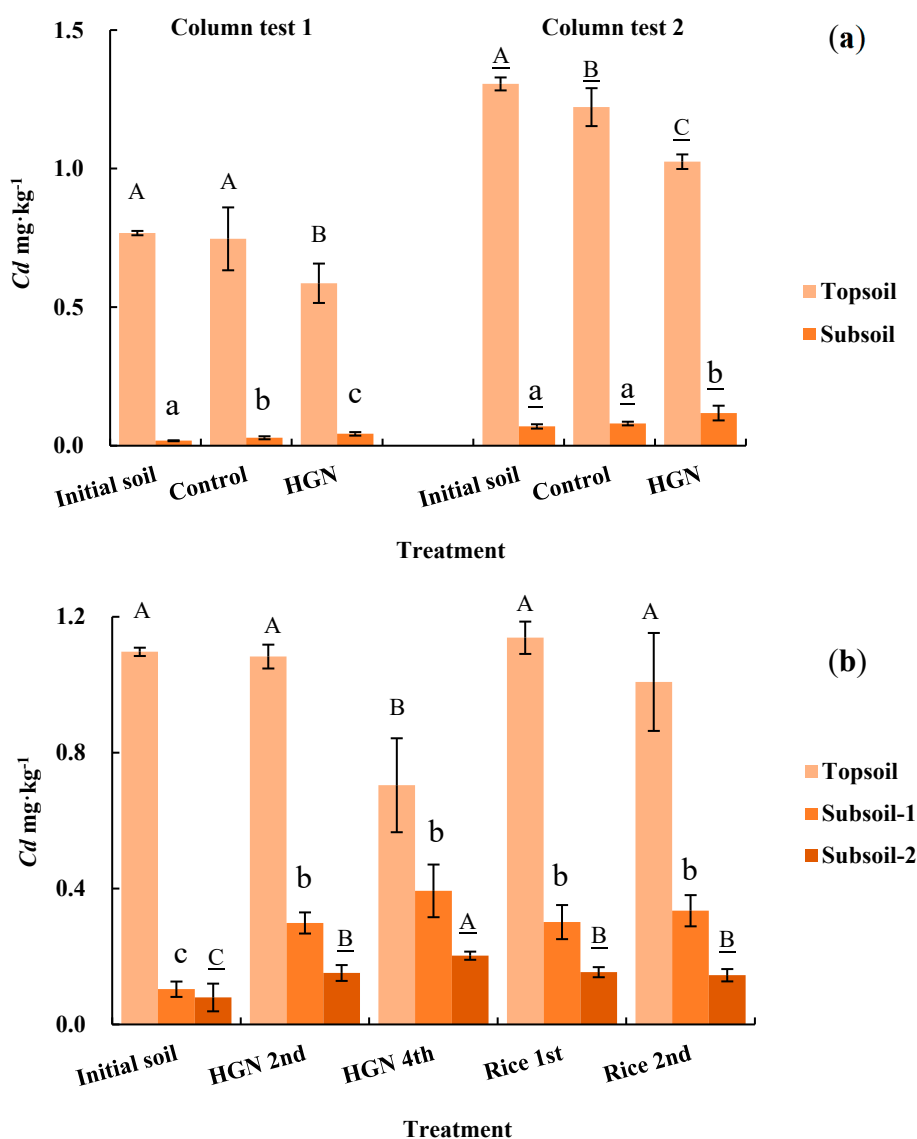 Column test 1
Column test 2
(a)
1.5
1.0
0.5
0.0
Cd mg·kg-1
A
A
B
a
b
c
A
B
C
a
a
b
Topsoil
Subsoil
Initial soil
Control
HGN
Initial soil
Control
HGN
Treatment
(b)
1.2
0.8
0.4
0.0
Cd mg·kg-1
A
A
B
A
A
c
C
b
B
b
A
b
B
b
B
Topsoil
Subsoil-1
Subsoil-2
Initial soil
HGN 2nd
HGN 4th
Rice 1st
Rice 2nd
Treatment